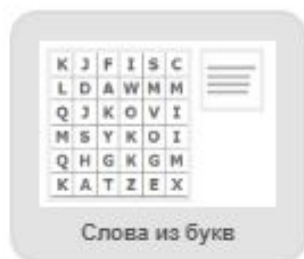 K J F I S C
L D A W M M
Q J K O V I
M S Y K O I
Q H G K G M
K A T Z E X
Слова из букв